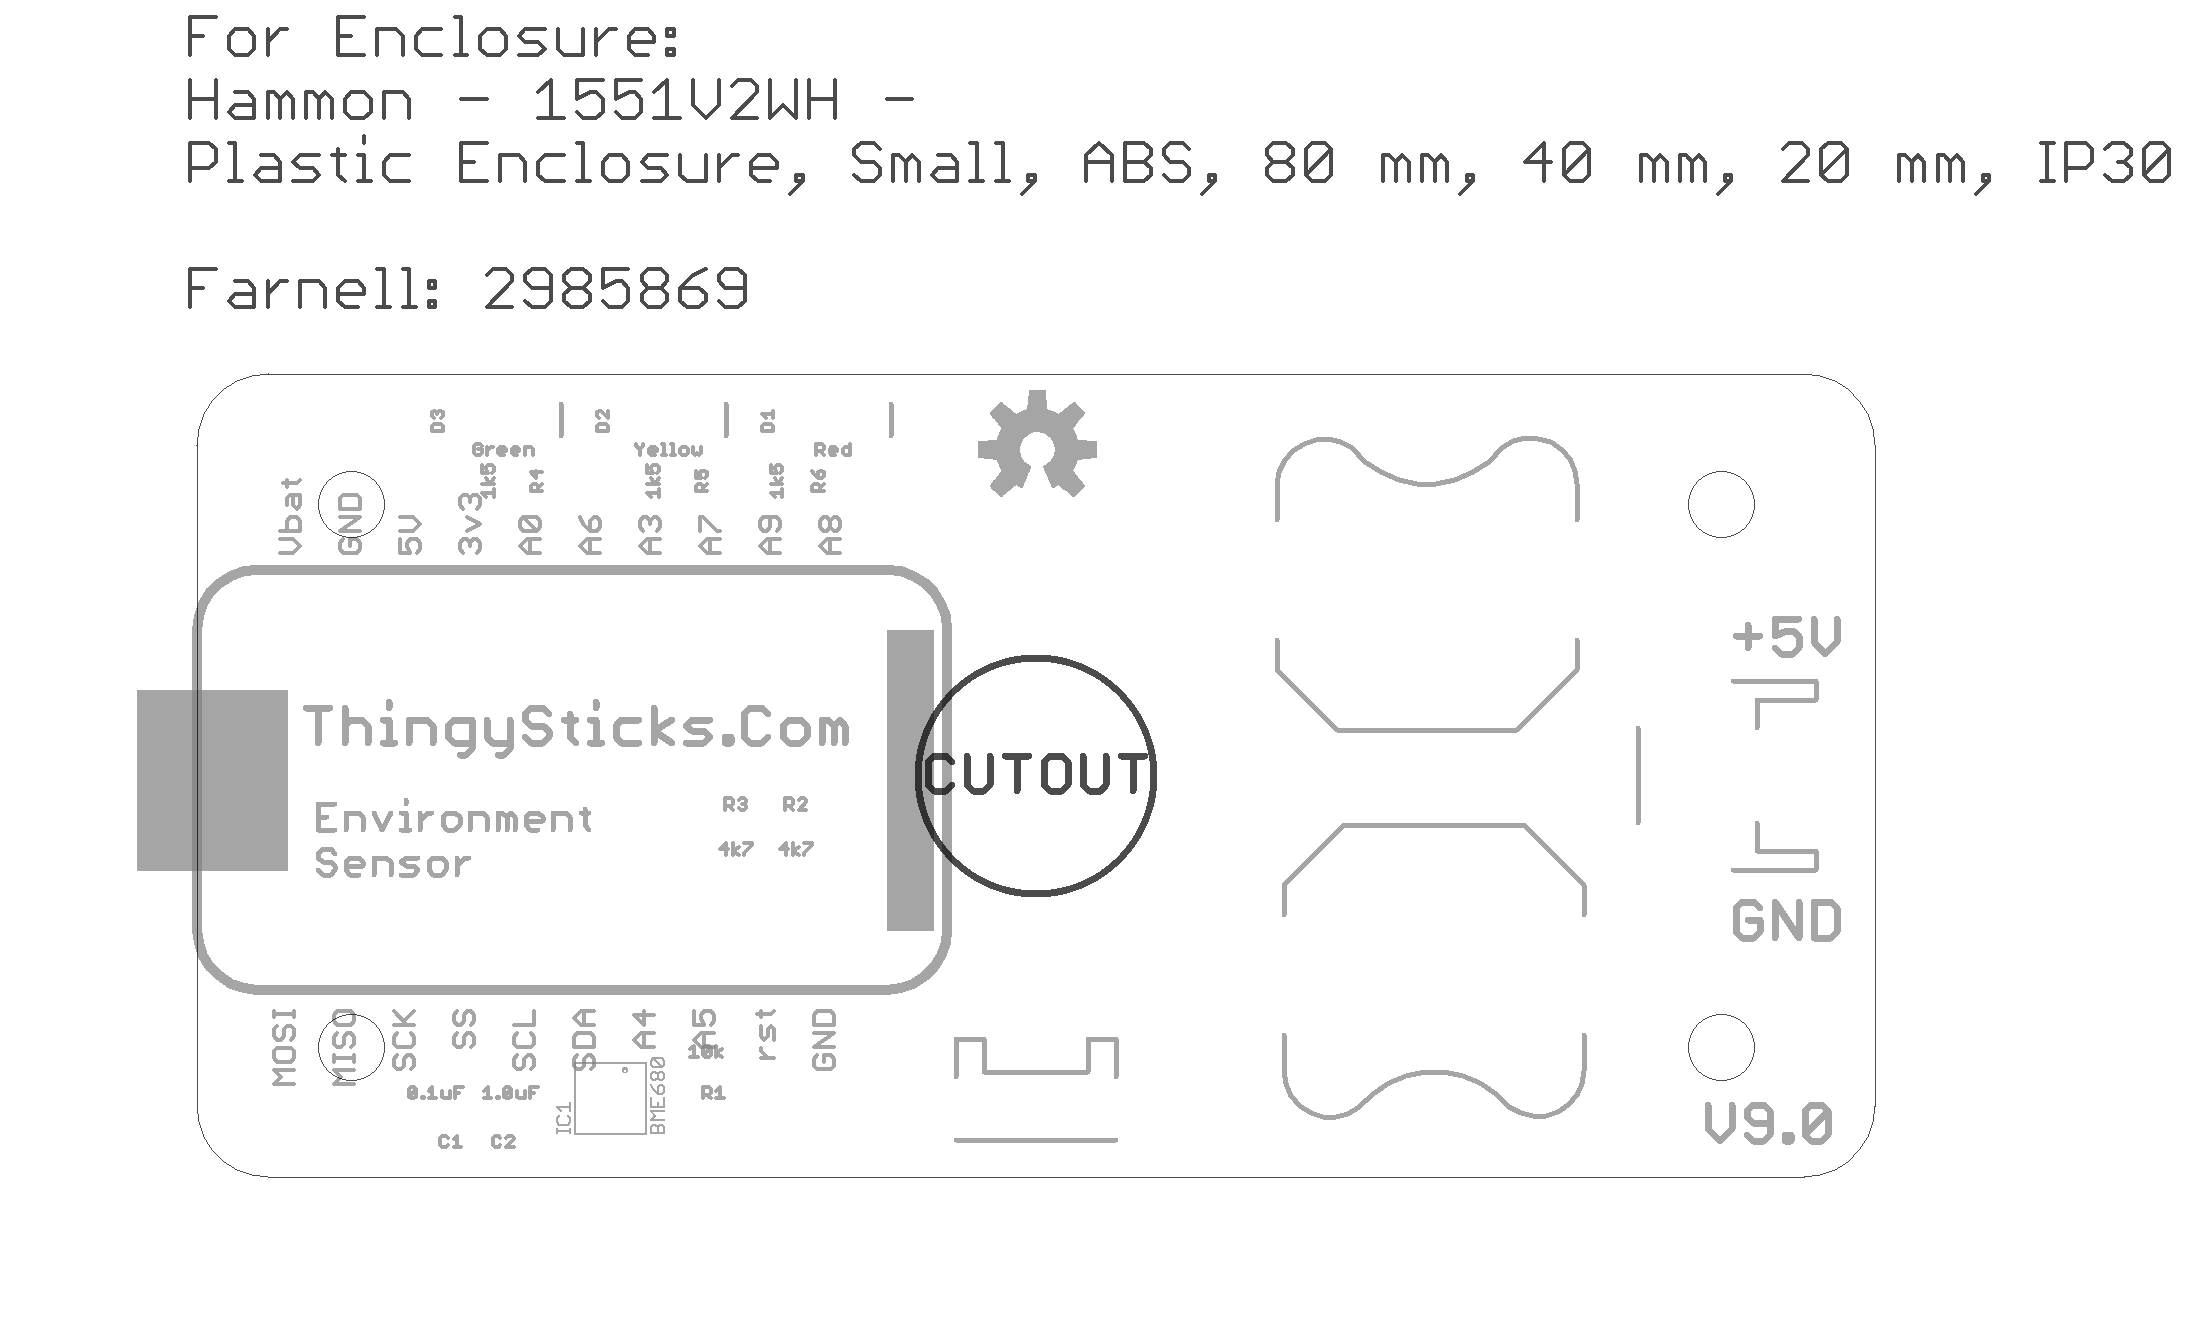 For Enclosure:
Hammon - 1551V2WH -
Plastic Enclosure, Small, ABS, 80 mm, 40 mm, 20 mm, IP30
Farnell: 2985869
D3
D2
D1
Green
Yellow
Red
1k5
R4
1k5
R5
1k5
R6
Vbat
GND
5V
3v3
A0
A6
A3
A7
A9
A8
+5V
ThingySticks.Com
CUTOUT
Environment
Sensor
R3
R2
4k7
4k7
GND
MOSI
MISO
SCK
SS
SCL
SDA
A4
A5
rst
GND
10k
0.1uF
1.0uF
IC1
BME680
R1
C1
C2
V9.0